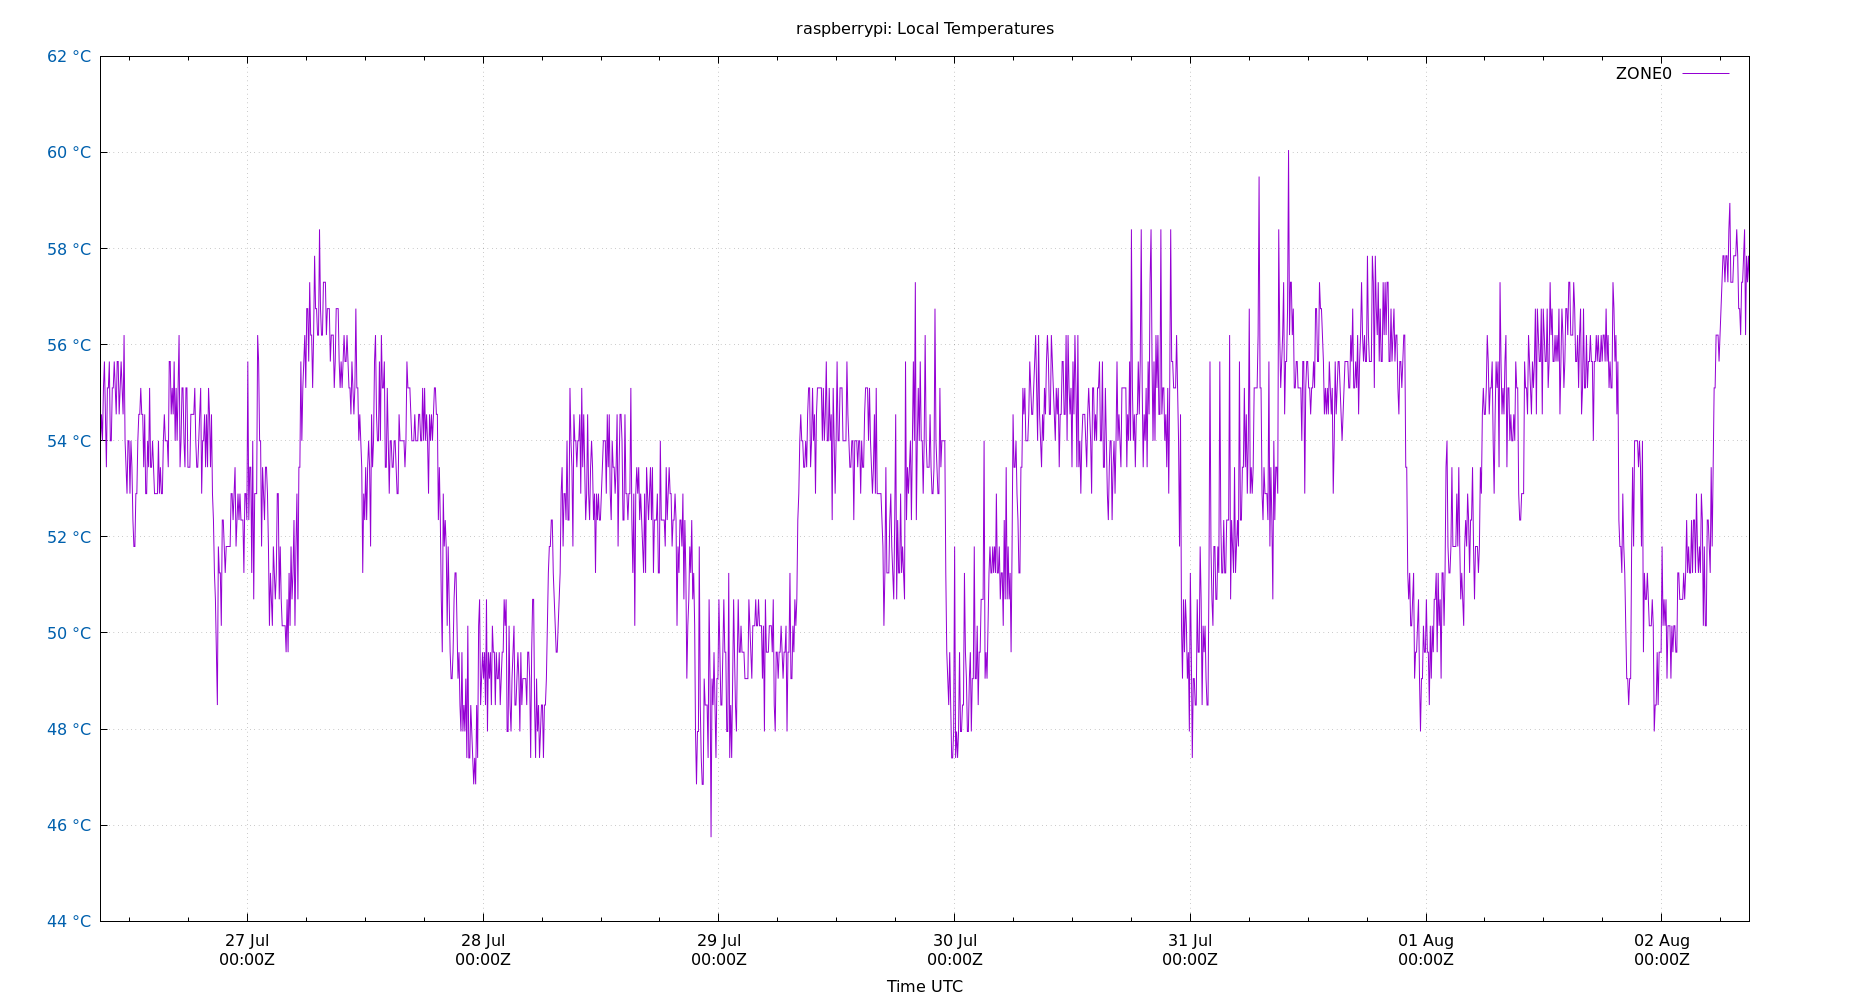 raspberrypi: Local Temperatures
ZONE0
62 °C
60 °C
58 °C
56 °C
54 °C
52 °C
50 °C
48 °C
46 °C
44 °C
27 Jul
00:00Z
28 Jul
00:00Z
29 Jul
00:00Z
30 Jul
00:00Z
31 Jul
00:00Z
01 Aug
00:00Z
02 Aug
00:00Z
Time UTC